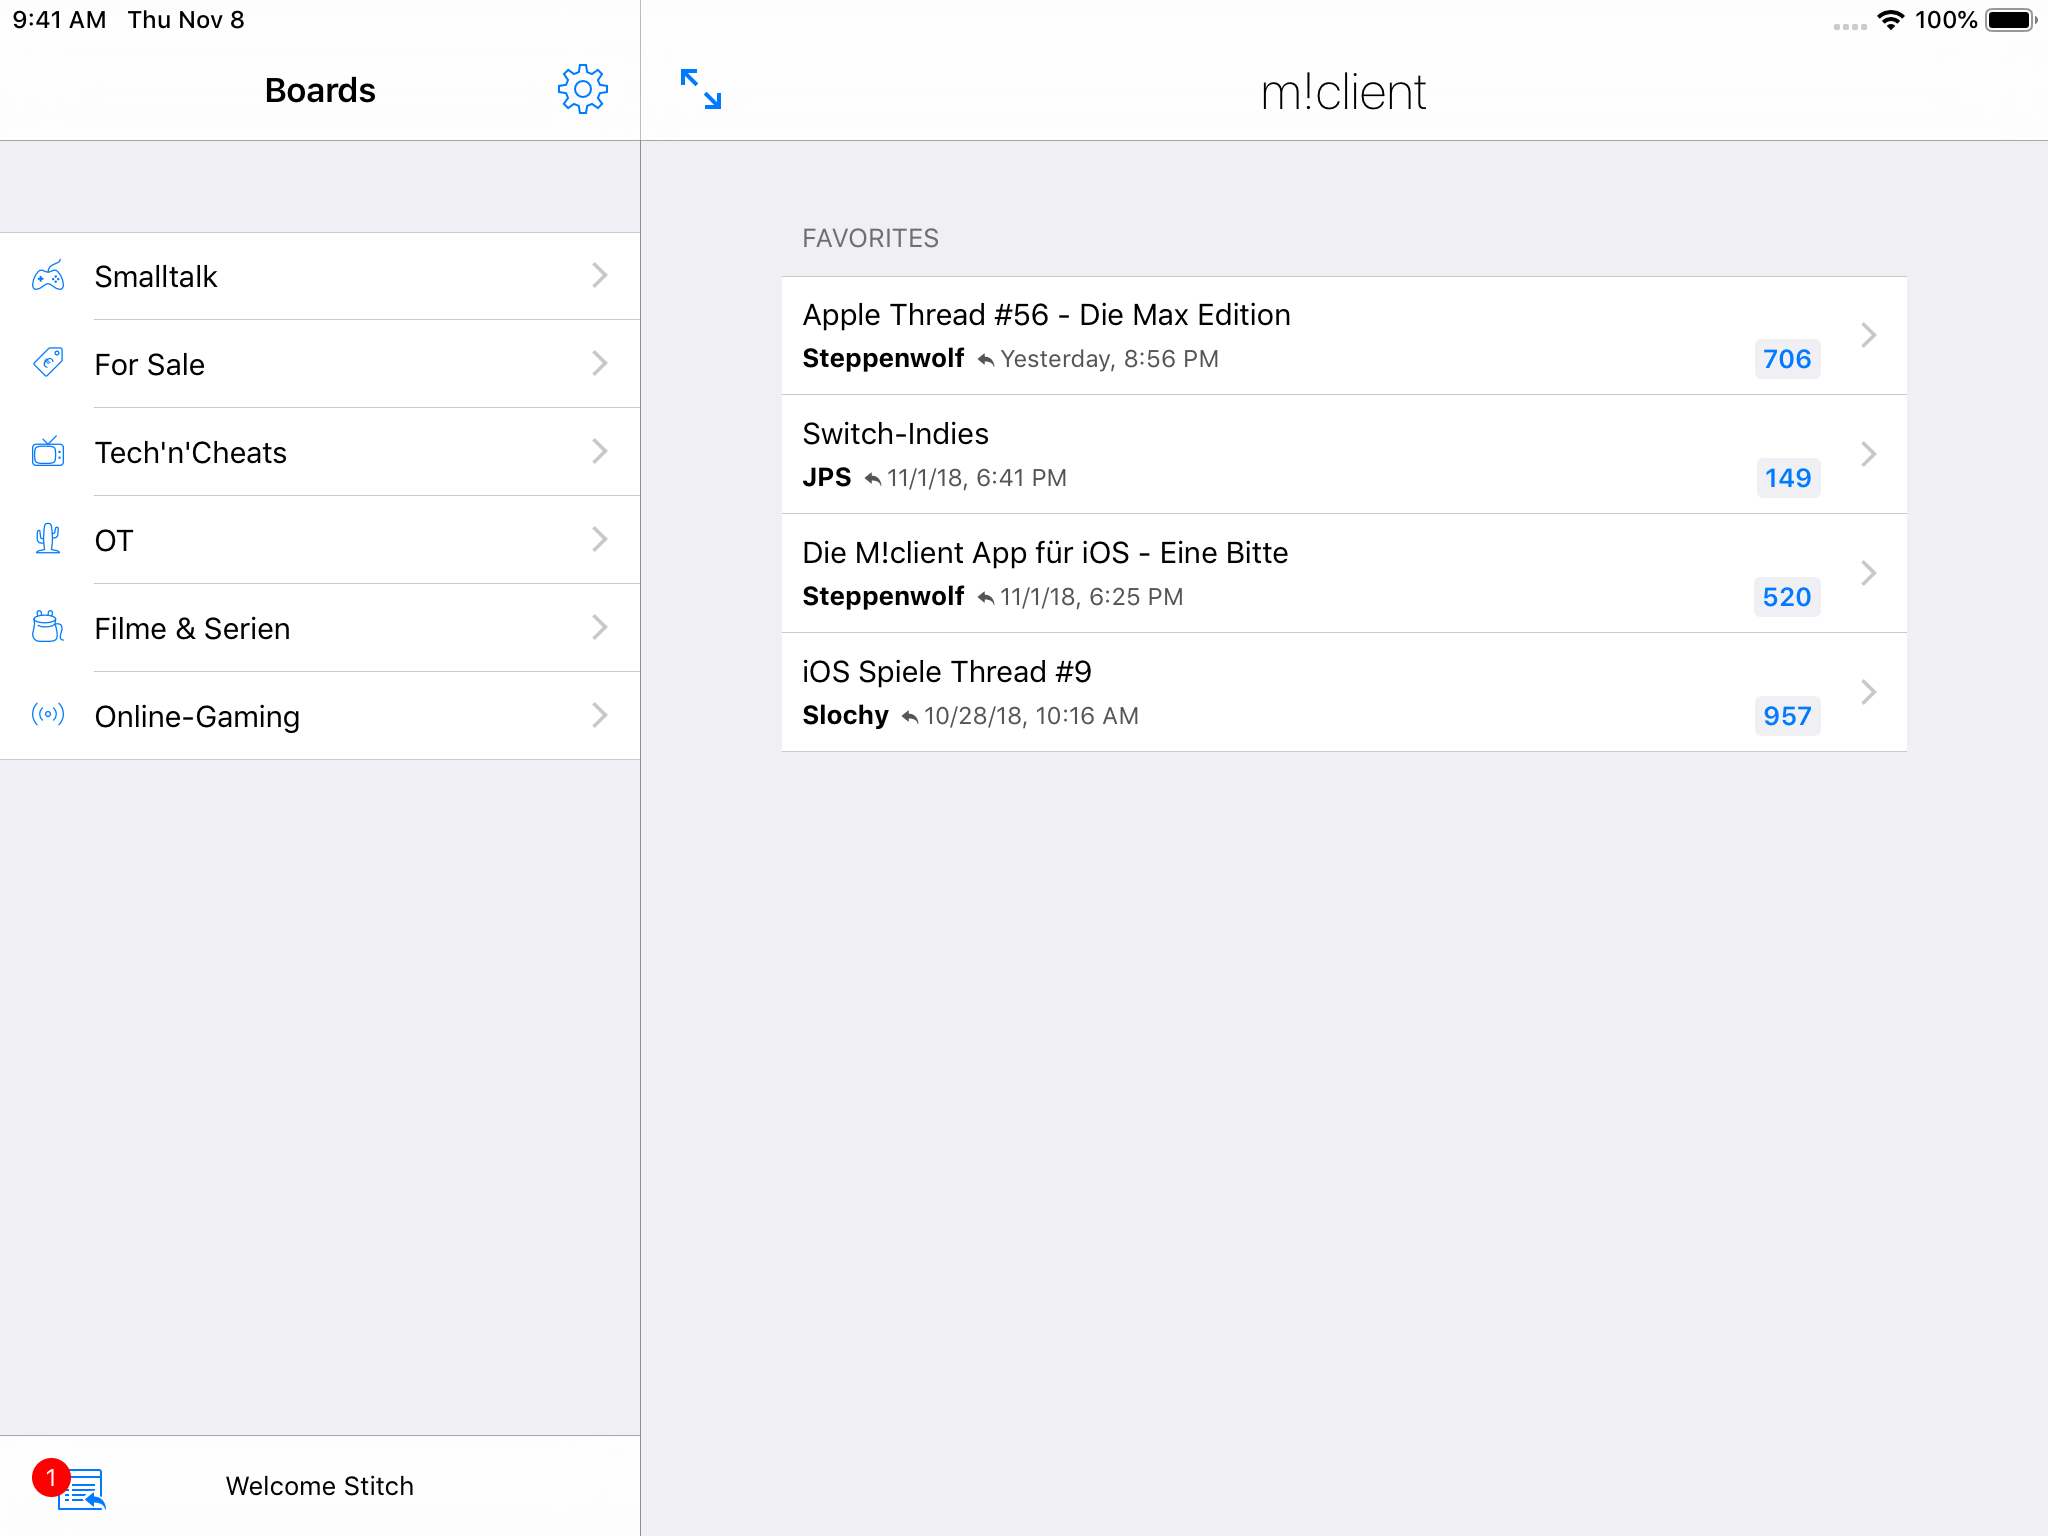 9:41 AM Thu Nov 8
100%
Boards
m!client
Smalltalk
For Sale
Tech'n'Cheats
OT
Filme & Serien
Online-Gaming
1
Welcome Stitch
FAVORITES
Apple Thread #56 - Die Max Edition
Steppenwolf Yesterday, 8:56 PM
706
Switch-Indies
JPS 11/1/18, 6:41 PM
149
Die M!client App für iOS - Eine Bitte
Steppenwolf 11/1/18, 6:25 PM
520
iOS Spiele Thread #9
Slochy 10/28/18, 10:16 AM
957